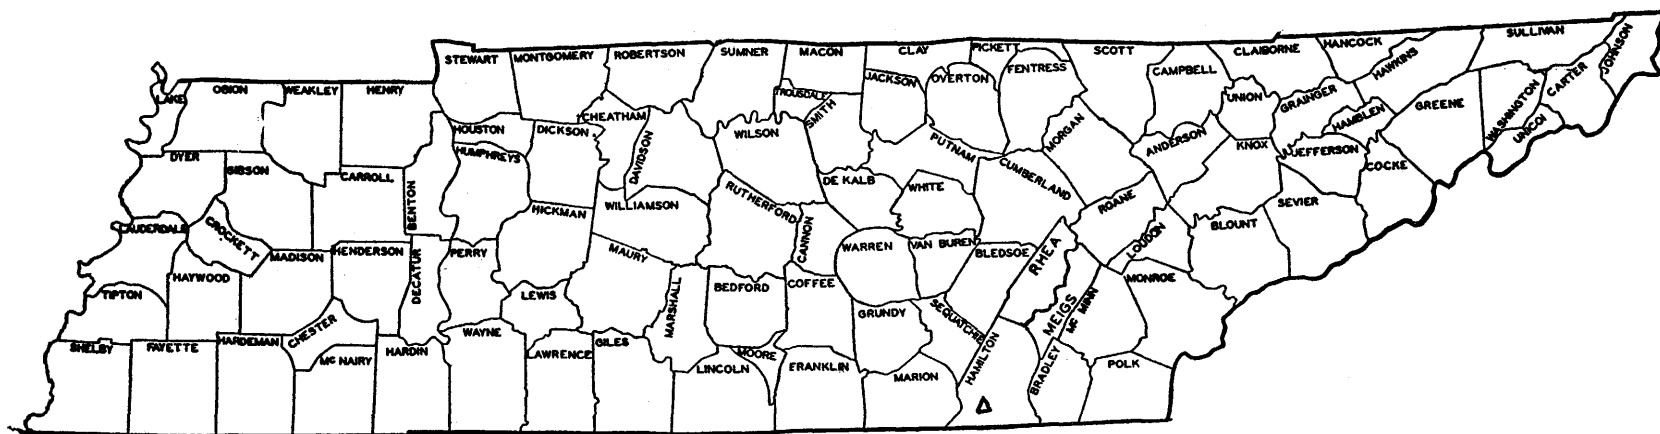 STEWART
MONTGOMERY
ROBERTSON
SUMNER
MACON
CLAY
PICKETT
SCOTT
CLAIBORNE
HANCOCK
SULLIVAN
JOHNSON
LAKE
OBION
WEAKLEY
HENRY
HOUSTON
DICKSON
CHEATHAM
DAVIDSON
WILSON
TROUSDALE
SMITH
JACKSON
OVERTON
FENTRESS
CAMPBELL
UNION
GRAINGER
HAWKINS
HAMBLEN
GREENE
WASHINGTON
UNICOI
CARTER
DYER
GIBSON
CARROLL
BENTON
HUMPHREYS
HICKMAN
WILLIAMSON
RUTHERFORD
CANNON
DE KALB
WHITE
PUTNAM
CUMBERLAND
MORGAN
ANDERSON
KNOX
JEFFERSON
COCKE
SEVIER
BLOUNT
LOUDON
ROANE
LAUDERDALE
CROCKETT
HAYWOOD
MADISON
HENDERSON
DECATUR
PERRY
LEWIS
MAURY
MARSHALL
BEDFORD
COFFEE
WARREN
VAN BUREN
BLEDSOE
RHEA
MEIGS
MC MINN
MONROE
TIPTON
SHELBY
FAYETTE
HARDEMAN
CHESTER
MC NAIRY
HARDIN
WAYNE
LAWRENCE
GILES
LINCOLN
MOORE
FRANKLIN
GRUNDY
SEQUATCHIE
MARION
HAMILTON
BRADLEY
POLK